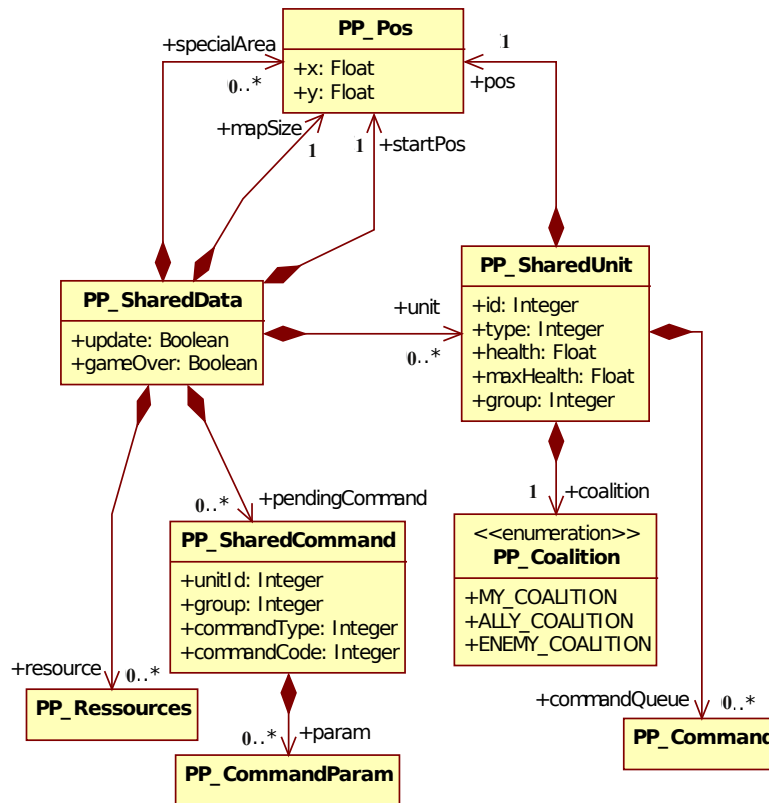 +specialArea
0..*
PP_Pos
+x: Float
+y: Float
1
+pos
+mapSize
1
1
+startPos
PP_SharedData
+update: Boolean
+gameOver: Boolean
+unit
0..*
PP_SharedUnit
+id: Integer
+type: Integer
+health: Float
+maxHealth: Float
+group: Integer
0..*
+pendingCommand
1
+coalition
PP_SharedCommand
+unitId: Integer
+group: Integer
+commandType: Integer
+commandCode: Integer
<<enumeration>>
PP_Coalition
+MY_COALITION
+ALLY_COALITION
+ENEMY_COALITION
+resource
0..*
PP_Ressources
0..*
+param
PP_CommandParam
+commandQueue
0..*
PP_Command